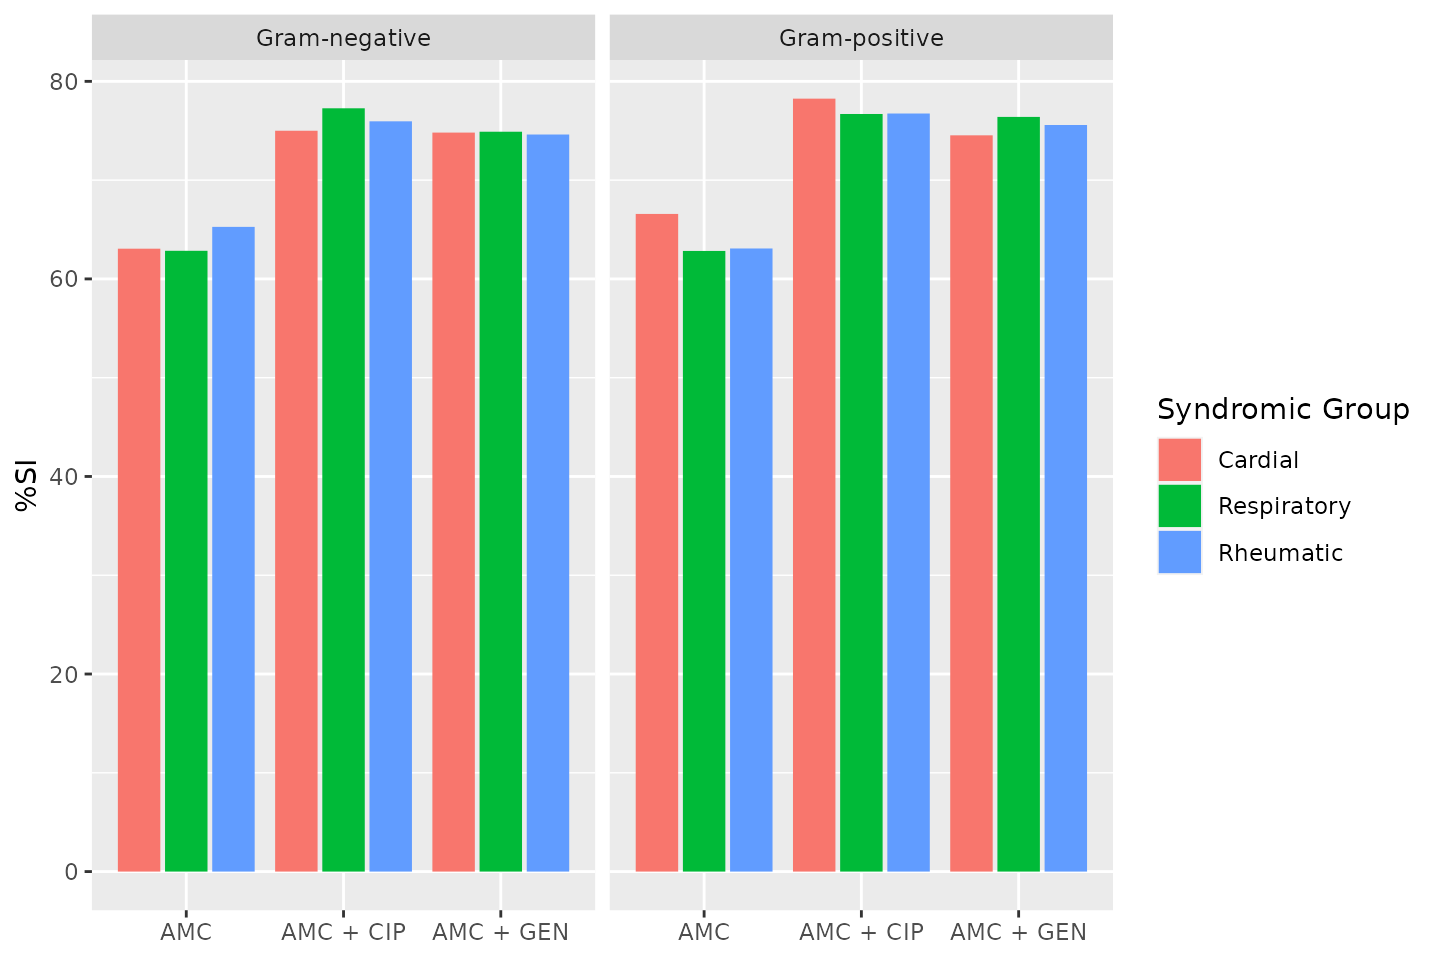 Gram-negative
Gram-positive
80
60
40
20
0
%SI
AMC
AMC + CIP
AMC + GEN
AMC
AMC + CIP
AMC + GEN
Syndromic Group
Cardial
Respiratory
Rheumatic